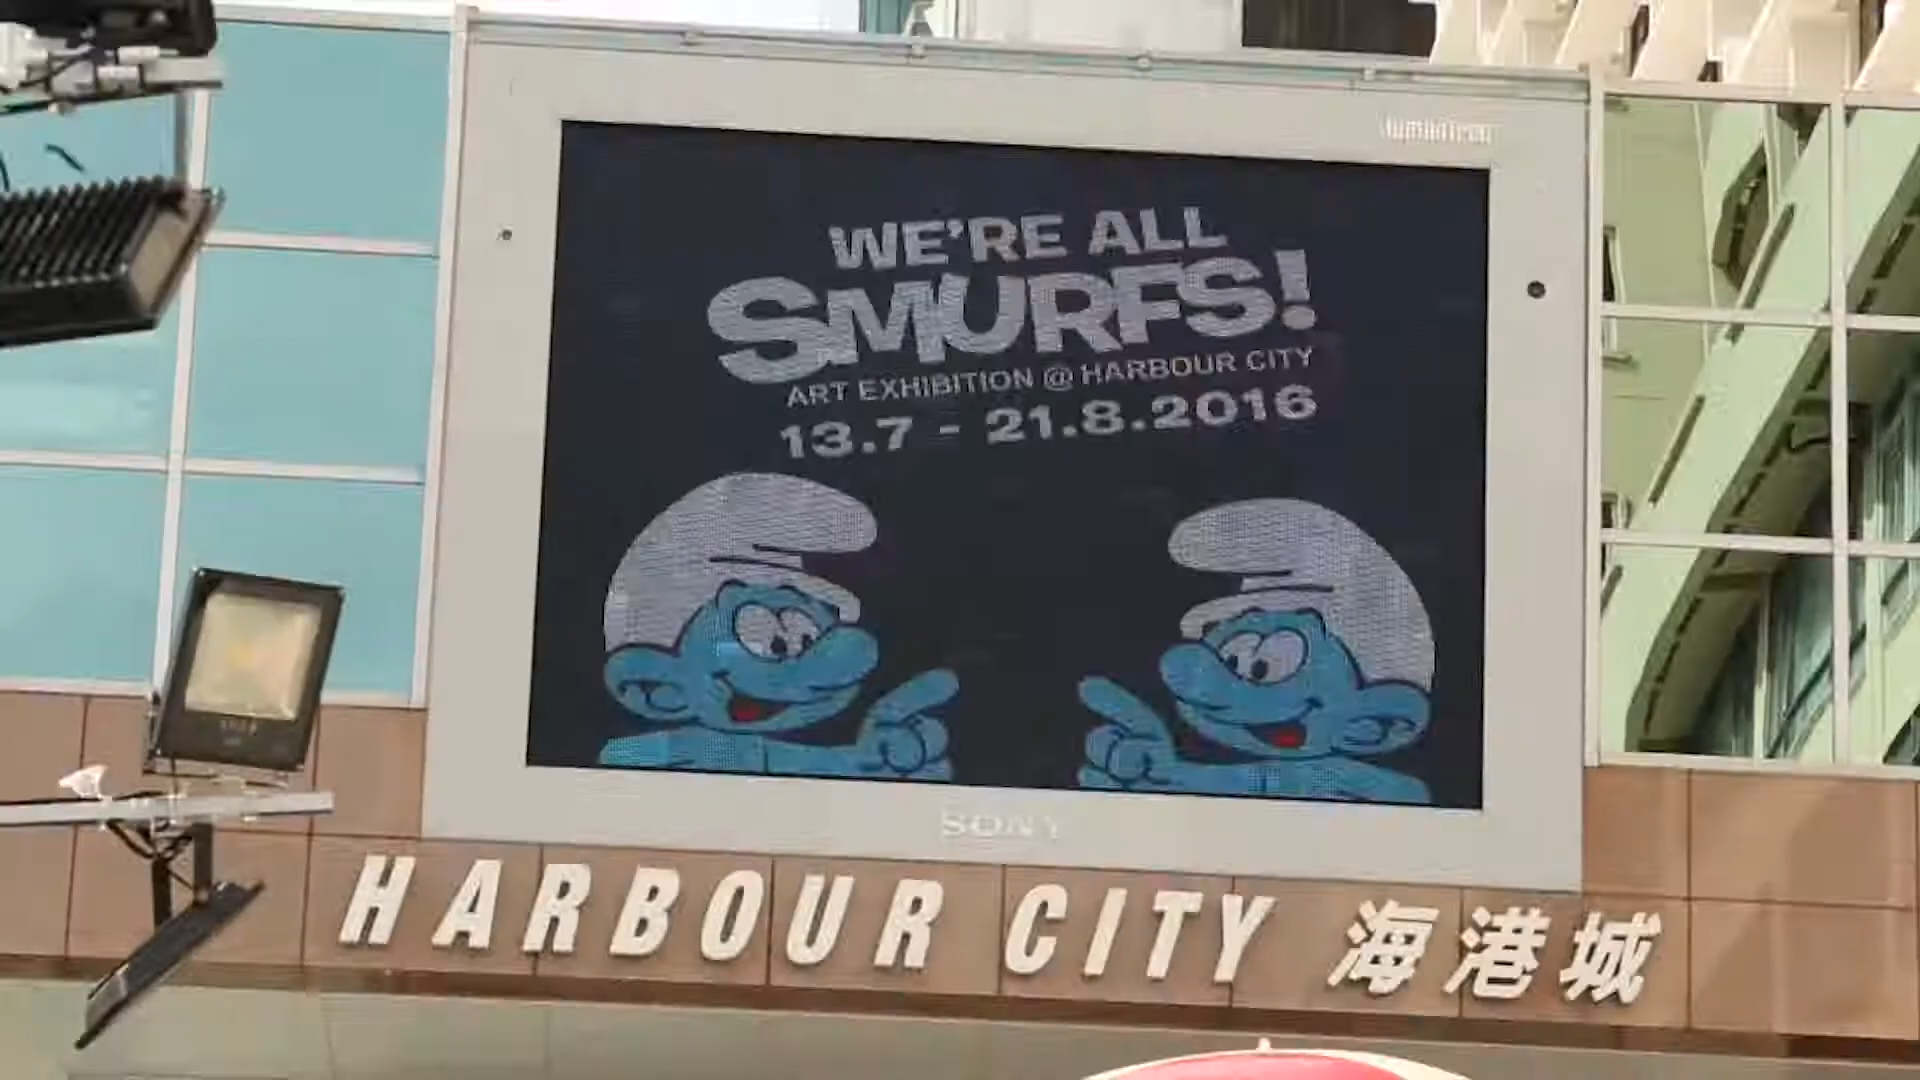 WE'RE ALL
SMURFS!
ART EXHIBITION @ HARBOUR CITY
13.7 - 21.8.2016
SONY
HARBOUR CITY 海港城